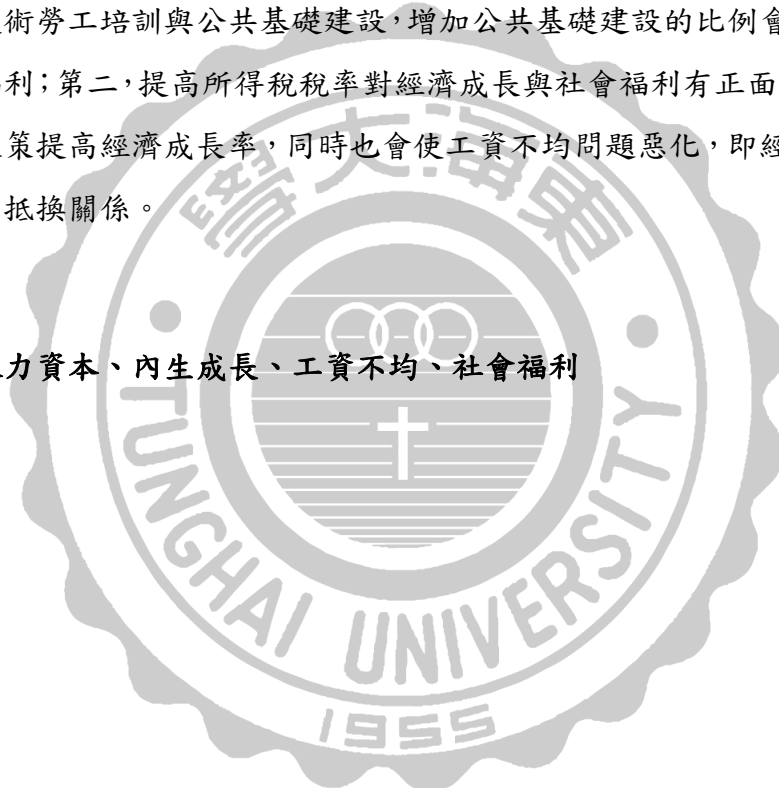 術勞工培訓與公共基礎建設，增加公共基礎建設的比例會
利；第二，提高所得稅稅率對經濟成長與社會福利有正面
策提高經濟成長率，同時也會使工資不均問題惡化，即經
抵換關係。
力資本、內生成長、工資不均、社會福利
學大海東
TUNGHAI UNIVERSITY
1955